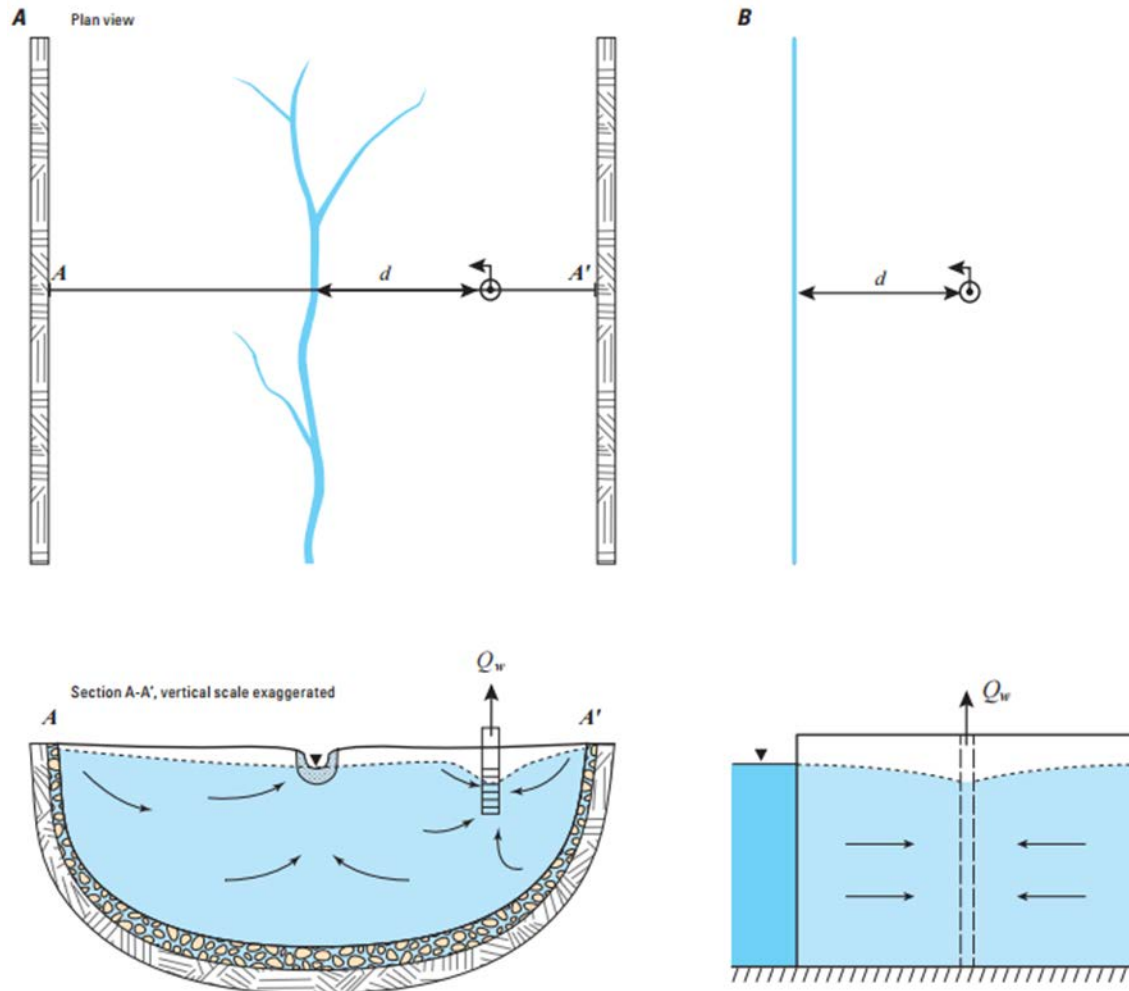 A Plan view
B
A
d
A'
d
Q_w
Section A-A', vertical scale exaggerated
A
A'
Q_w